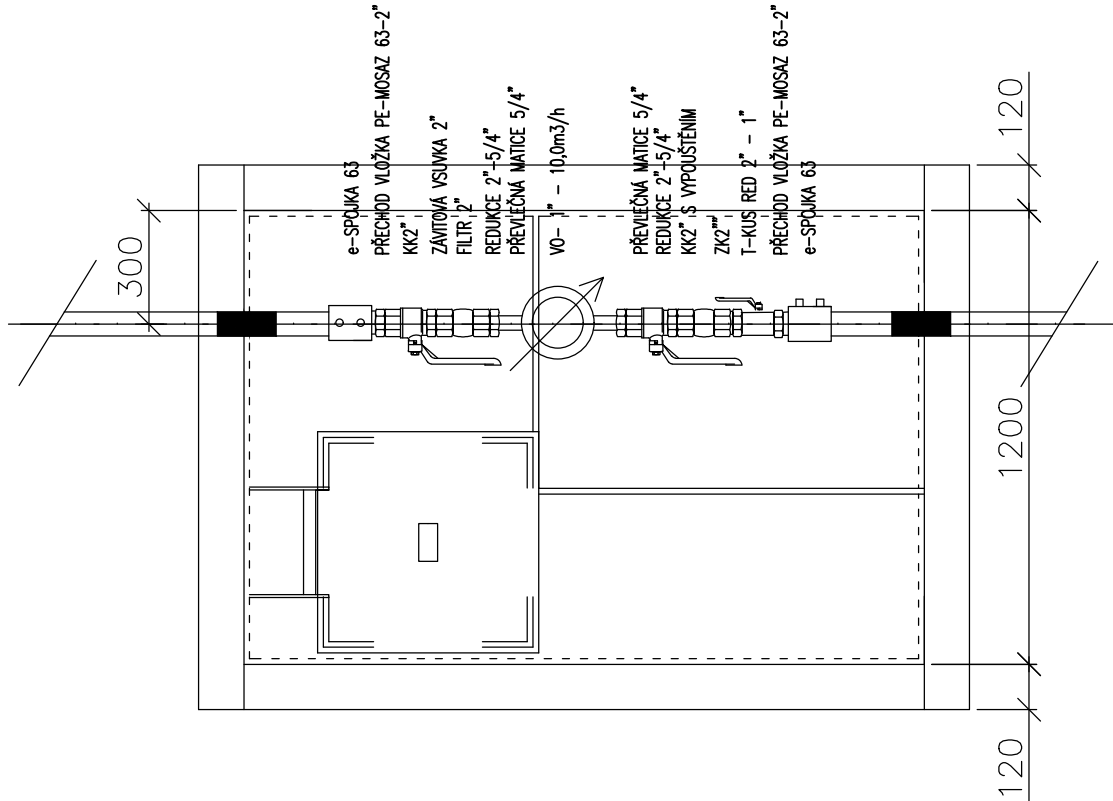 e-SPOJKA 63
PŘECHOD VLOŽKA PE-MOSAZ 63-2"
KK2"
ZÁVITOVÁ VSUVKA 2"
FILTR 2"
REDUKCE 2"-5/4"
PŘEVLEČNÁ MATICE 5/4"
VO- 1" - 10,0m3/h
PŘEVLEČNÁ MATICE 5/4"
REDUKCE 2"-5/4"
KK2" S VYPOUŠTĚNÍM
ZK2""
T-KUS RED 2" - 1"
PŘECHOD VLOŽKA PE-MOSAZ 63-2"
e-SPOJKA 63
300
120
1200
120